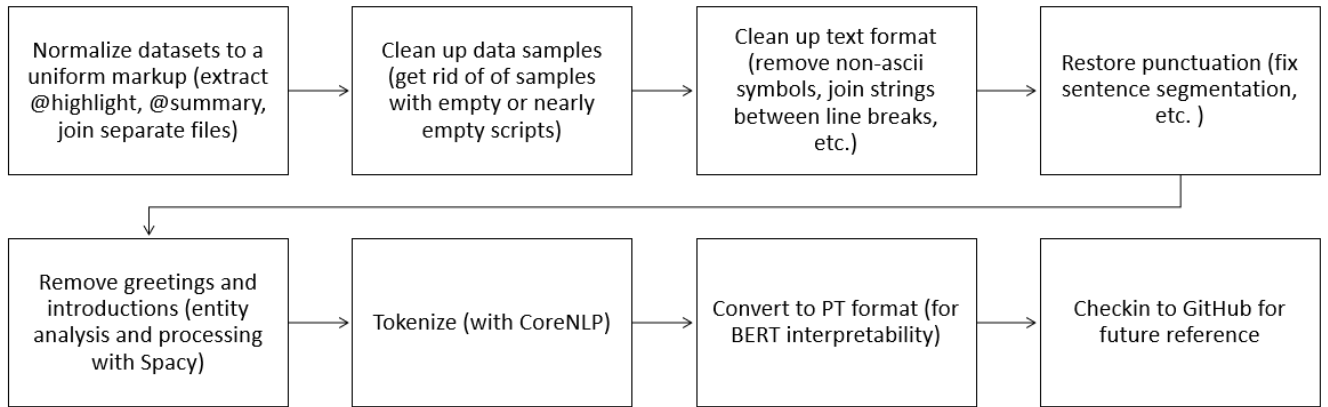 Normalize datasets to a
uniform markup (extract
@highlight, @summary,
join separate files)
Clean up data samples
(get rid of of samples
with empty or nearly
empty scripts)
Clean up text format
(remove non-ascii
symbols, join strings
between line breaks,
etc.)
Restore punctuation (fix
sentence segmentation,
etc. )
Remove greetings and
introductions (entity
analysis and processing
with Spacy)
Tokenize (with CoreNLP)
Convert to PT format (for
BERT interpretability)
Checkin to GitHub for
future reference